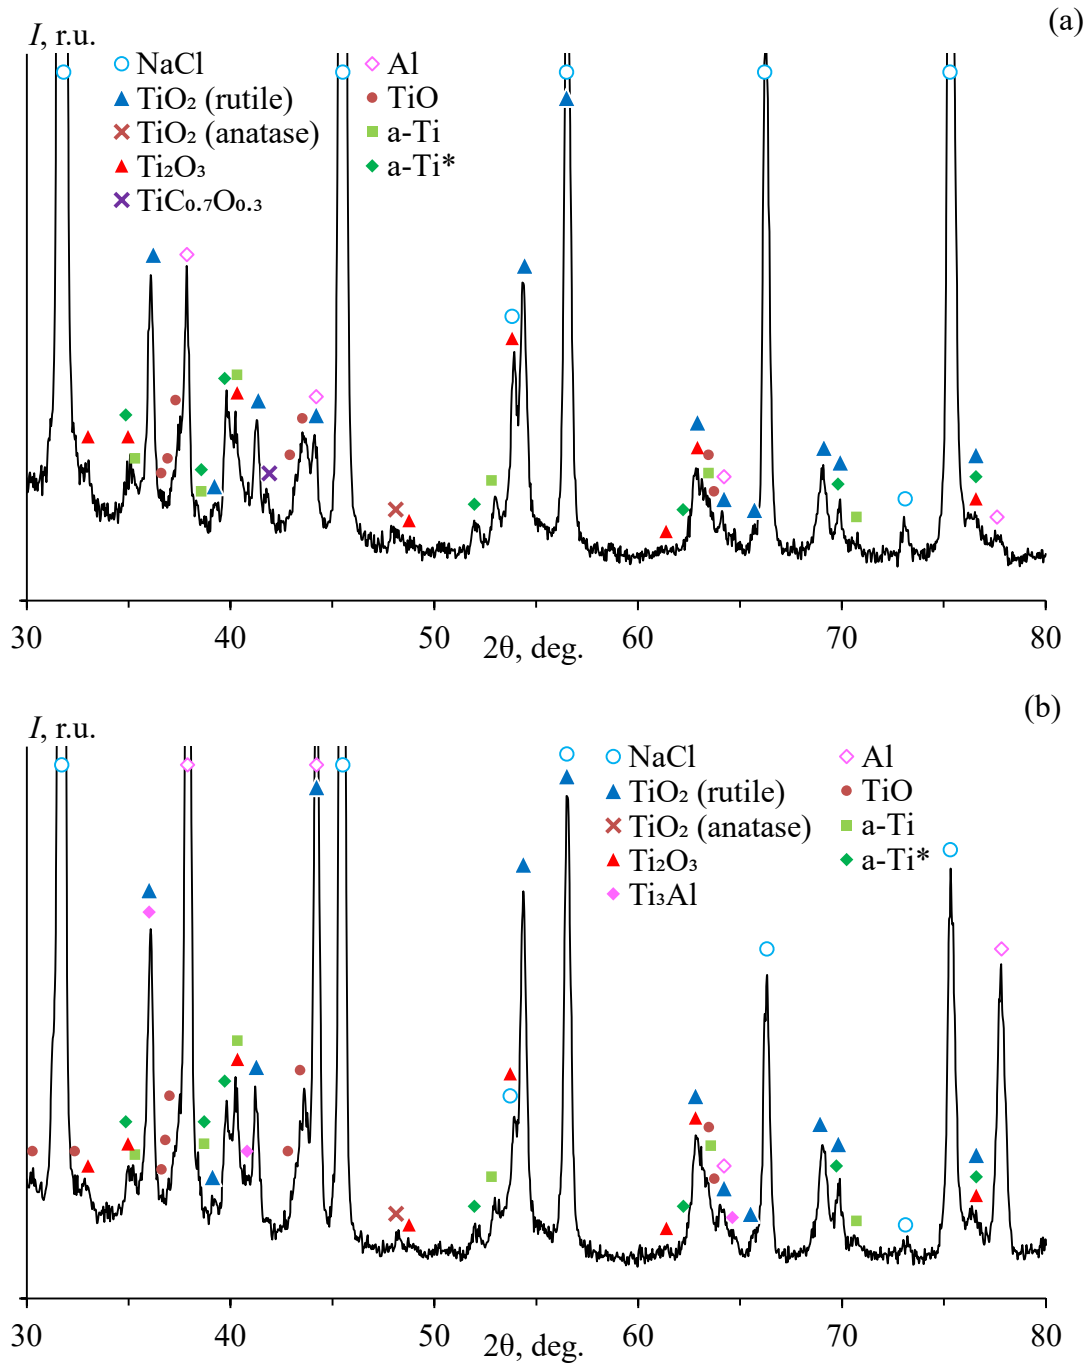 (a)
I, r.u.
NaCl
Al
TiO₂ (rutile)
TiO
TiO₂ (anatase)
a-Ti
Ti₂O₃
a-Ti*
TiC₀.₇O₀.₃
30 40 50 60 70 80
2θ, deg.
(b)
I, r.u.
NaCl
Al
TiO₂ (rutile)
TiO
TiO₂ (anatase)
a-Ti
Ti₂O₃
a-Ti*
Ti₃Al
30 40 50 60 70 80
2θ, deg.